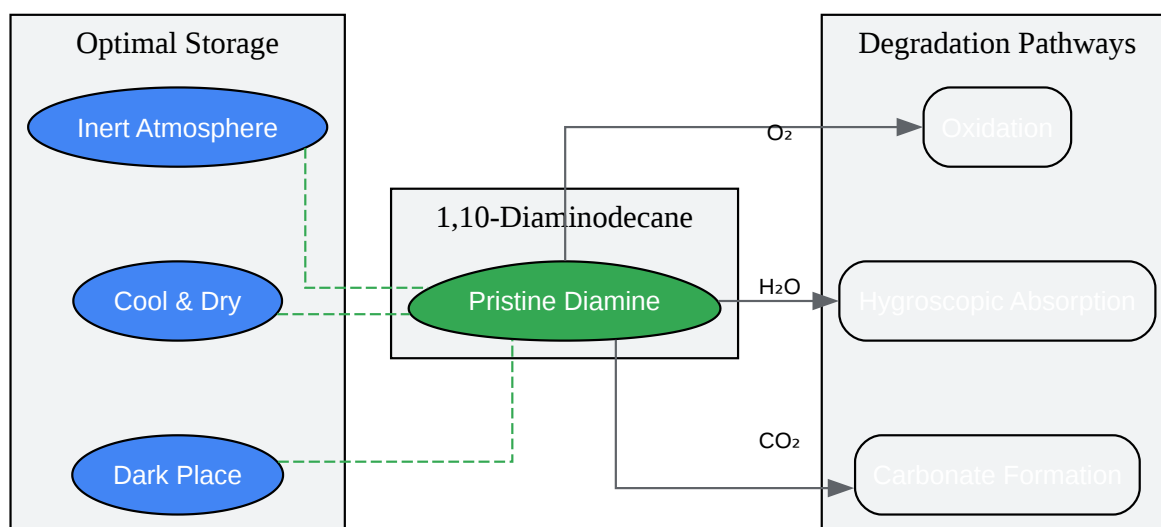 Optimal Storage
Inert Atmosphere
Cool & Dry
Dark Place
1,10-Diaminodecane
Pristine Diamine
O₂
H₂O
CO₂
Degradation Pathways
Oxidation
Hygroscopic Absorption
Carbonate Formation